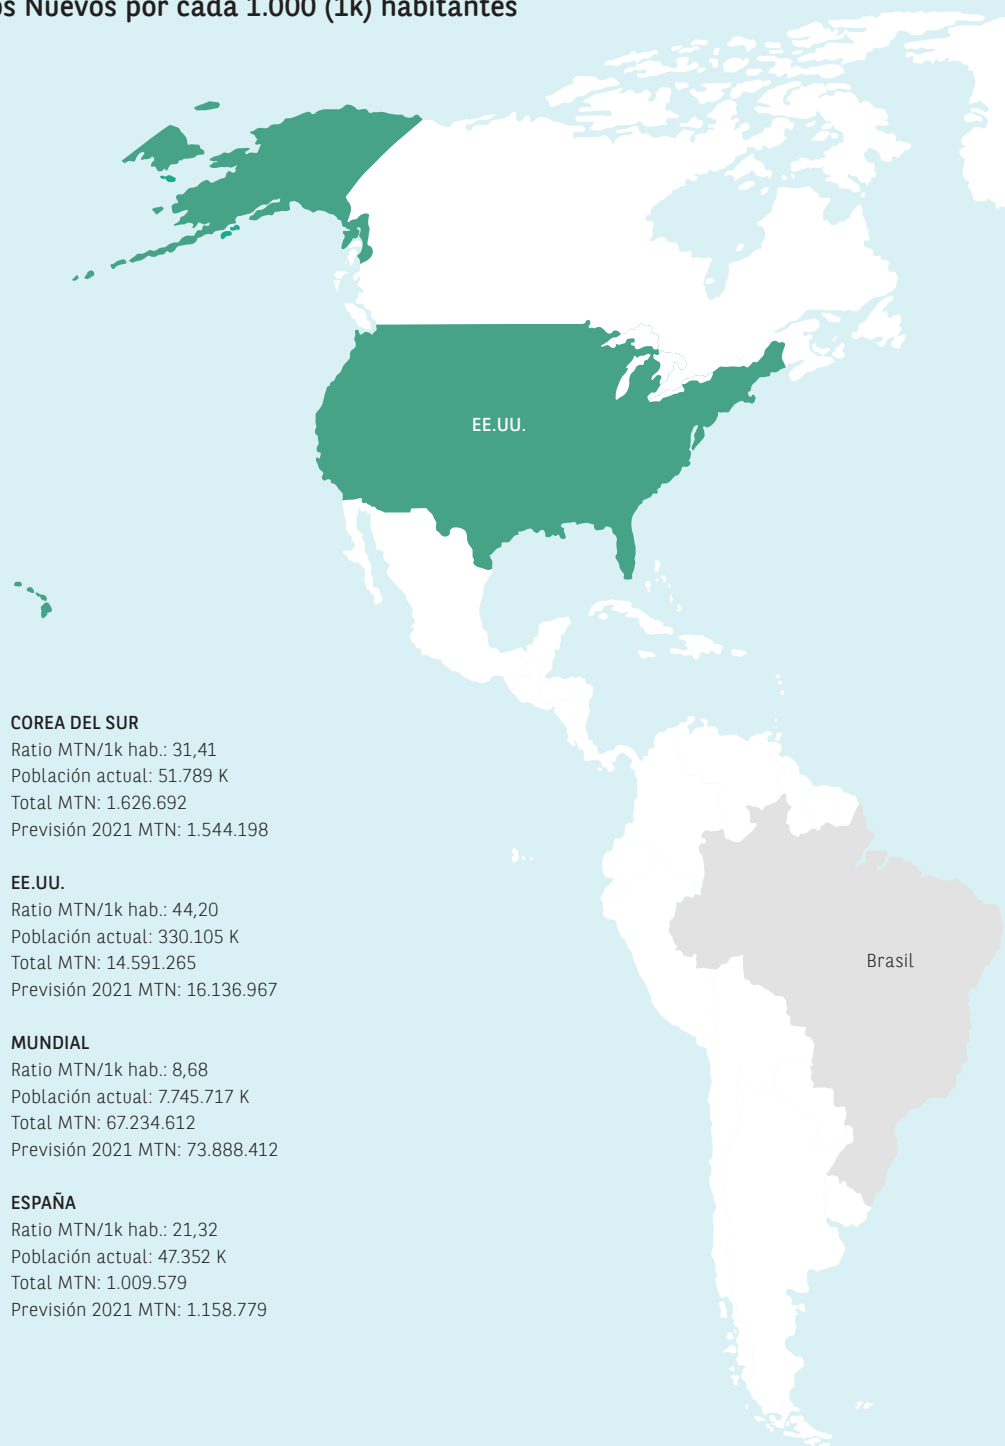 Nuevos por cada 1.000 (1k) habitantes
EE.UU.
COREA DEL SUR
Ratio MTN/1k hab.: 31,41
Población actual: 51.789 K
Total MTN: 1.626.692
Previsión 2021 MTN: 1.544.198
EE.UU.
Ratio MTN/1k hab.: 44,20
Población actual: 330.105 K
Total MTN: 14.591.265
Previsión 2021 MTN: 16.136.967
MUNDIAL
Ratio MTN/1k hab.: 8,68
Población actual: 7.745.717 K
Total MTN: 67.234.612
Previsión 2021 MTN: 73.888.412
ESPAÑA
Ratio MTN/1k hab.: 21,32
Población actual: 47.352 K
Total MTN: 1.009.579
Previsión 2021 MTN: 1.158.779
Brasil